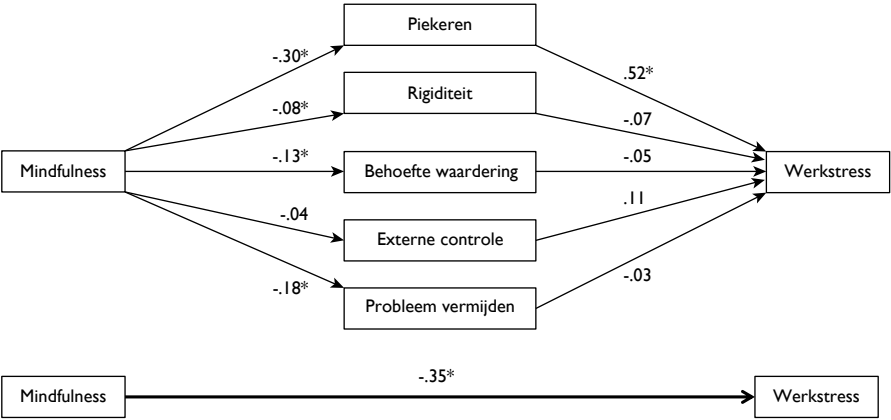 Piekeren
-.30*
.52*
Rigiditeit
-.08*
-.07
-.13*
-.05
Mindfulness
Behoefte waardering
Werkstress
-.04
.11
Externe controle
-.18*
-.03
Probleem vermijden
-.35*
Mindfulness
Werkstress